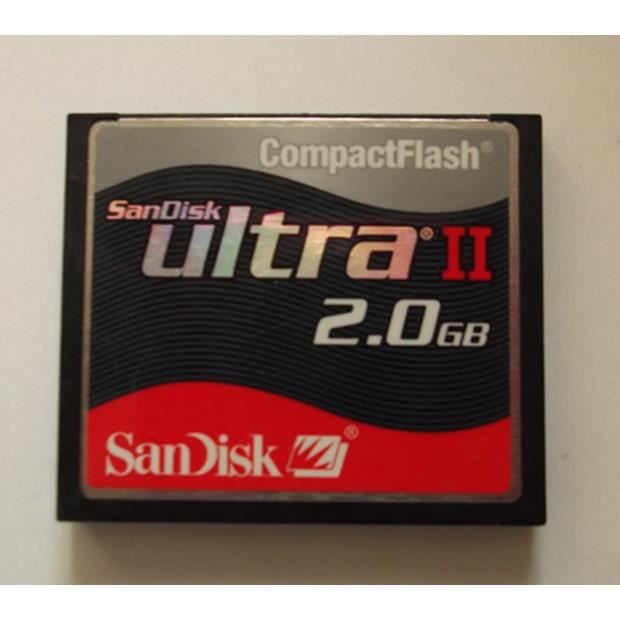 CompactFlash®
SanDisk
ultra® II
2.0GB
SanDisk®